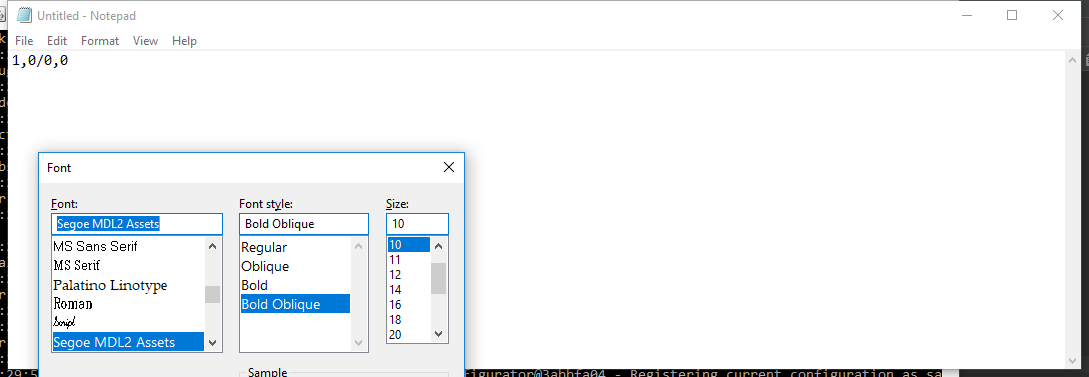 Untitled - Notepad
File Edit Format View Help
1,0/0,0
Font
Font: Font style: Size:
Segoe MDL2 Assets Bold Oblique 10
MS Sans Serif Regular 10
MS Serif Oblique 11
Palatino Linotype Bold 12
Roman Bold Oblique 14
Script 16
Segoe MDL2 Assets 18
20
Sample
:29:5
figurator@3abbfa04 - Registering current configuration as sa